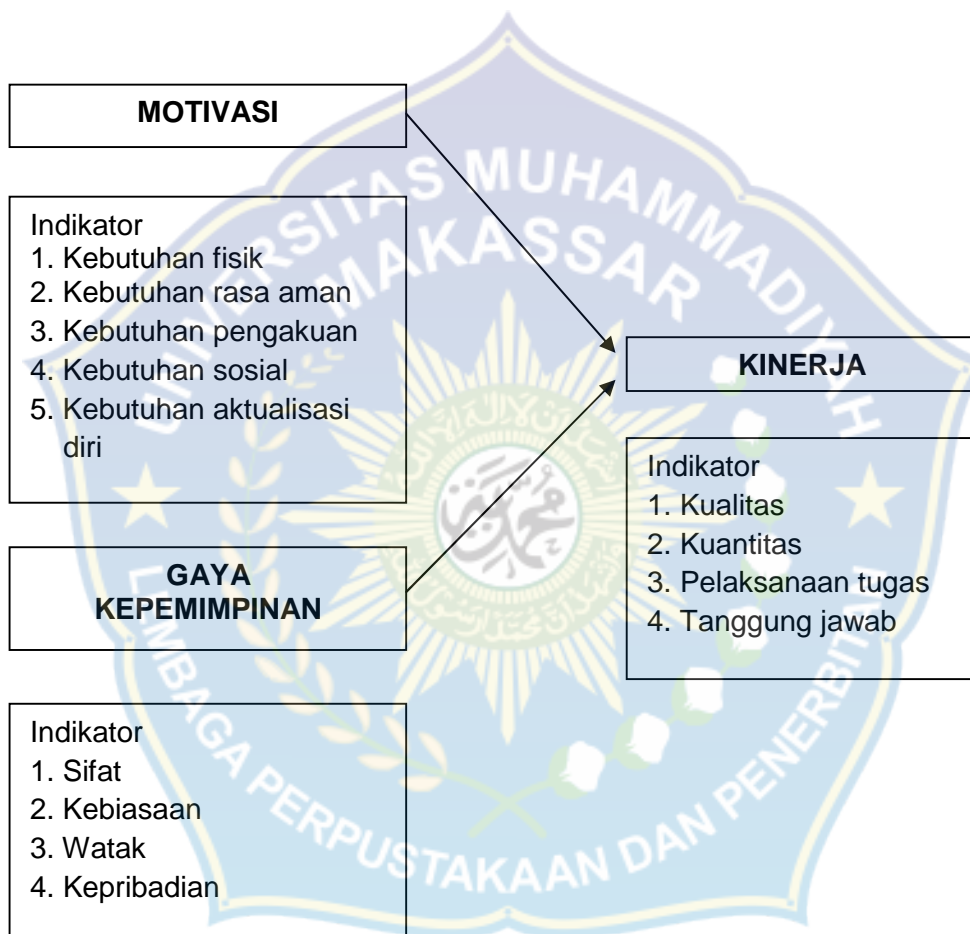 MOTIVASI
Indikator
1. Kebutuhan fisik
2. Kebutuhan rasa aman
3. Kebutuhan pengakuan
4. Kebutuhan sosial
5. Kebutuhan aktualisasi
diri
GAYA
KEPEMIMPINAN
Indikator
1. Sifat
2. Kebiasaan
3. Watak
4. Kepribadian
KINERJA
Indikator
1. Kualitas
2. Kuantitas
3. Pelaksanaan tugas
4. Tanggung jawab
UNIVERSITAS MUHAMMADIYAH
MAKASSAR
LEMBAGA PERPUSTAKAAN DAN PENERBITAN